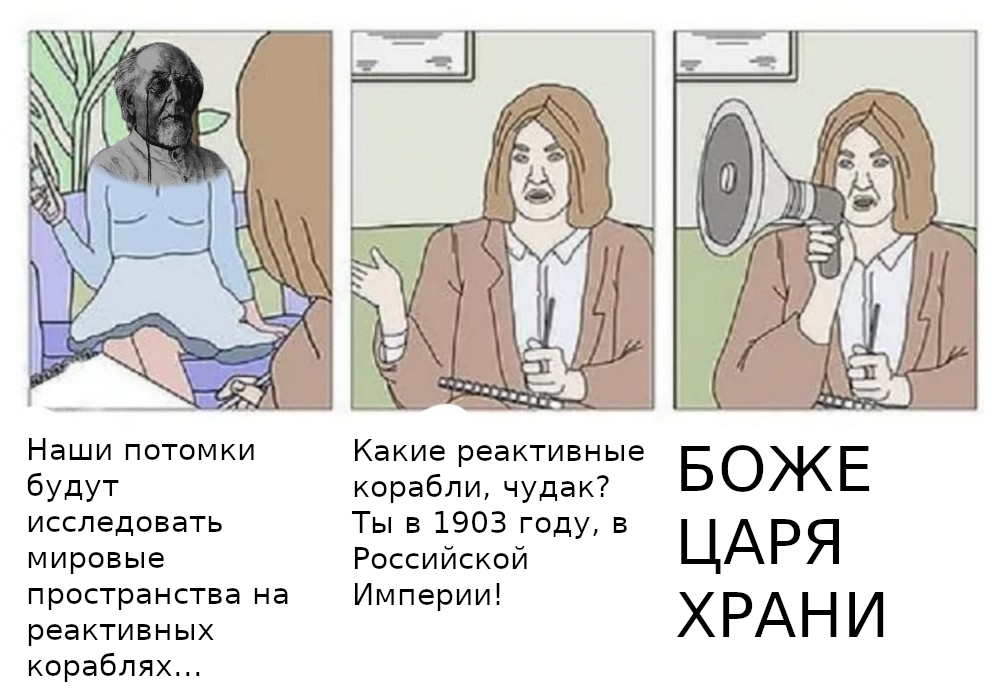 Наши потомки
будут
исследовать
мировые
пространства на
реактивных
кораблях...
Какие реактивные
корабли, чудак?
Ты в 1903 году, в
Российской
Империи!
БОЖЕ
ЦАРЯ
ХРАНИ